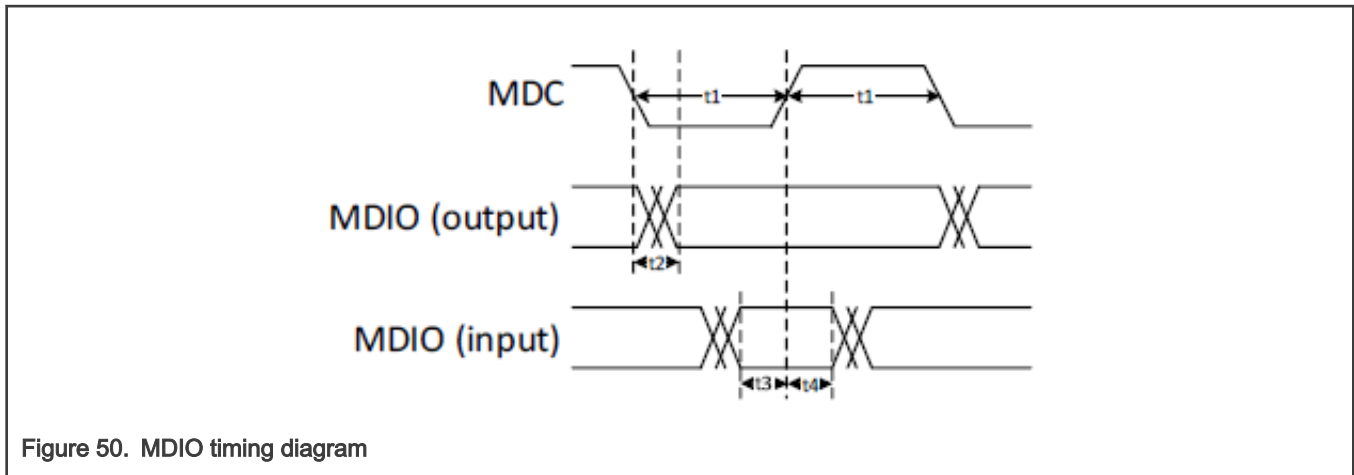 MDC
t1 t1
MDIO (output)
t2
MDIO (input)
t3 t4
Figure 50. MDIO timing diagram